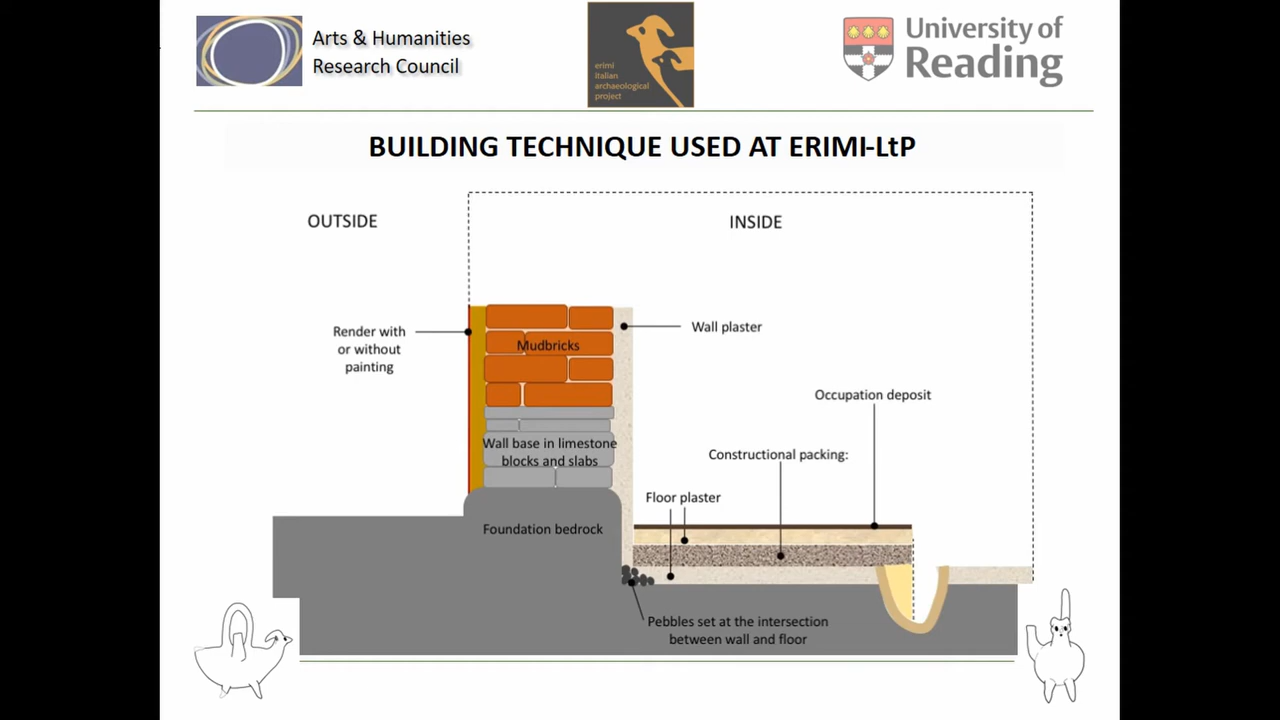 Arts & Humanities
Research Council
erimi
italian
archaeological
project
University of
Reading
BUILDING TECHNIQUE USED AT ERIMI-LtP
OUTSIDE
INSIDE
Render with
or without
painting
Mudbricks
Wall plaster
Wall base in limestone
blocks and slabs
Foundation bedrock
Occupation deposit
Constructional packing:
Floor plaster
Pebbles set at the intersection
between wall and floor